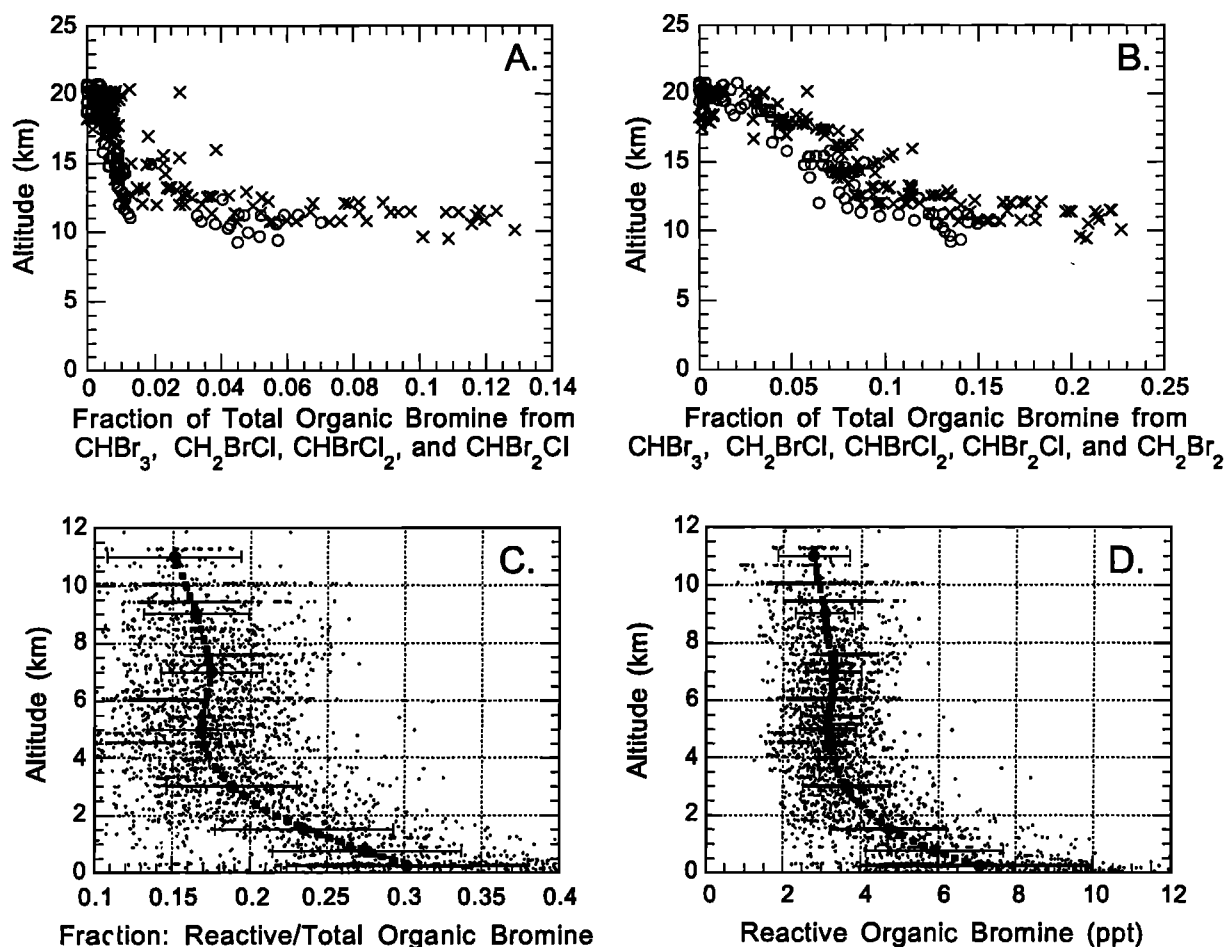 A.
25
20
15
10
5
0
Altitude (km)
0 0.02 0.04 0.06 0.08 0.1 0.12 0.14
Fraction of Total Organic Bromine from
CHBr3, CH2BrCl, CHBrCl2, and CHBr2Cl
B.
25
20
15
10
5
0
Altitude (km)
0 0.05 0.1 0.15 0.2 0.25
Fraction of Total Organic Bromine from
CHBr3, CH2BrCl, CHBrCl2, CHBr2Cl, and CH2Br2
C.
12
10
8
6
4
2
0
Altitude (km)
0.1 0.15 0.2 0.25 0.3 0.35 0.4
Fraction: Reactive/Total Organic Bromine
D.
12
10
8
6
4
2
0
Altitude (km)
0 2 4 6 8 10 12
Reactive Organic Bromine (ppt)